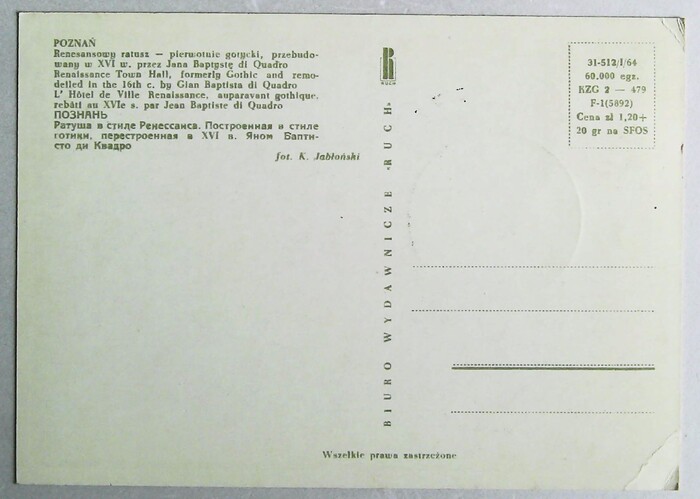 POZNAŃ
Renesansowy ratusz — pierwotnie gotycki, przebudo-
wany w XVI w. przez Jana Baptystę di Quadro
Renaissance Town Hall, formerly Gothic and remo-
delled in the 16th c. by Gian Baptista di Quadro
L' Hôtel de Ville Renaissance, auparavant gothique,
rebâti au XVIe s. par Jean Baptiste di Quadro
ПОЗНАНЬ
Ратуша в стиле Ренессанса. Построенная в стиле
готики, перестроенная в XVI в. Яном Бапти-
сто ди Квадро
fot. K. Jabłoński
RUCH
BIURO WYDAWNICZE «RUCH»
31-512/I/64
60.000 egz.
KZG 2 — 479
F-1(5892)
Cena zł 1,20+
20 gr na SFOS
Wszelkie prawa zastrzeżone